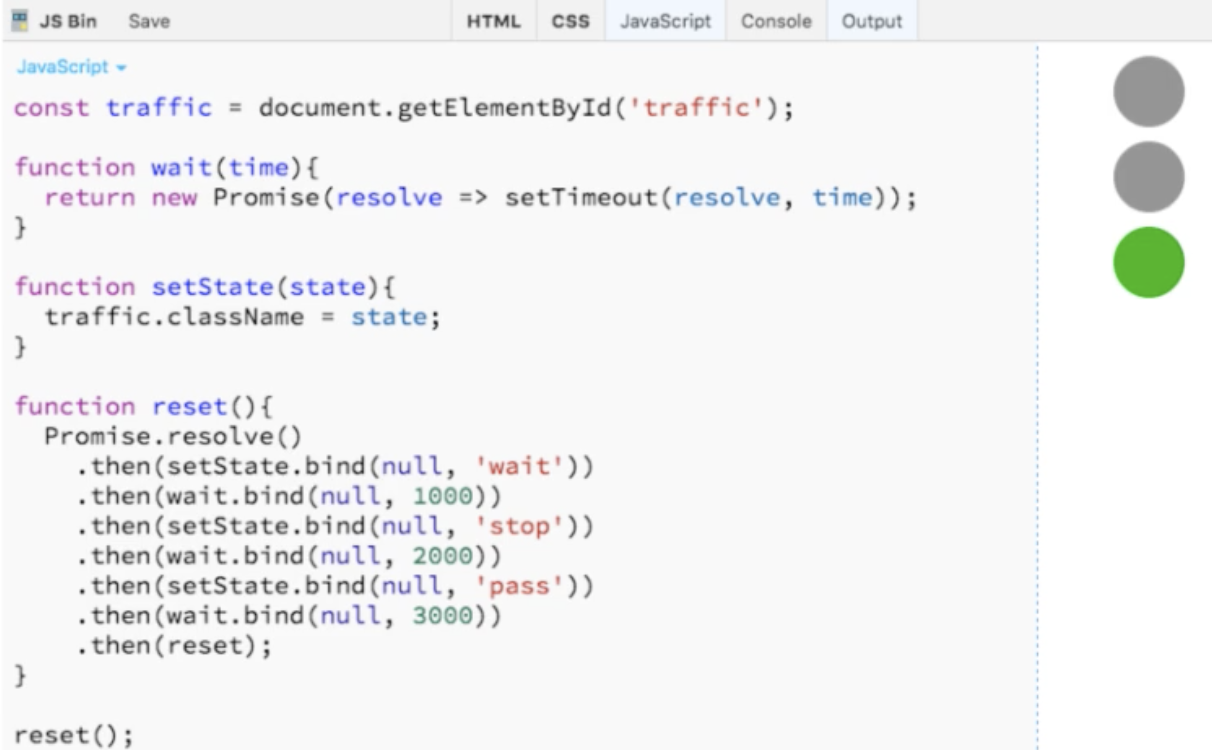 JS Bin Save HTML CSS JavaScript Console Output
JavaScript
const traffic = document.getElementById('traffic');
function wait(time){
  return new Promise(resolve => setTimeout(resolve, time));
}
function setState(state){
  traffic.className = state;
}
function reset(){
  Promise.resolve()
    .then(setState.bind(null, 'wait'))
    .then(wait.bind(null, 1000))
    .then(setState.bind(null, 'stop'))
    .then(wait.bind(null, 2000))
    .then(setState.bind(null, 'pass'))
    .then(wait.bind(null, 3000))
    .then(reset);
}
reset();